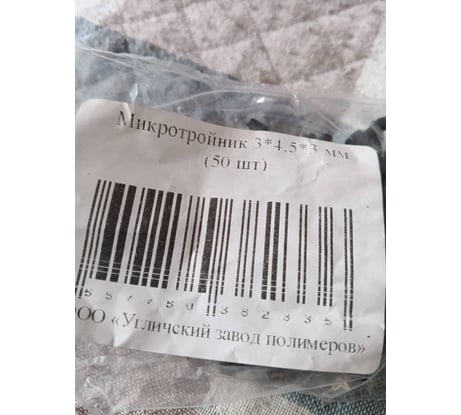 Микротройник 3*4.5*3 мм
(50 шт)
ОО «Угличский завод полимеров»